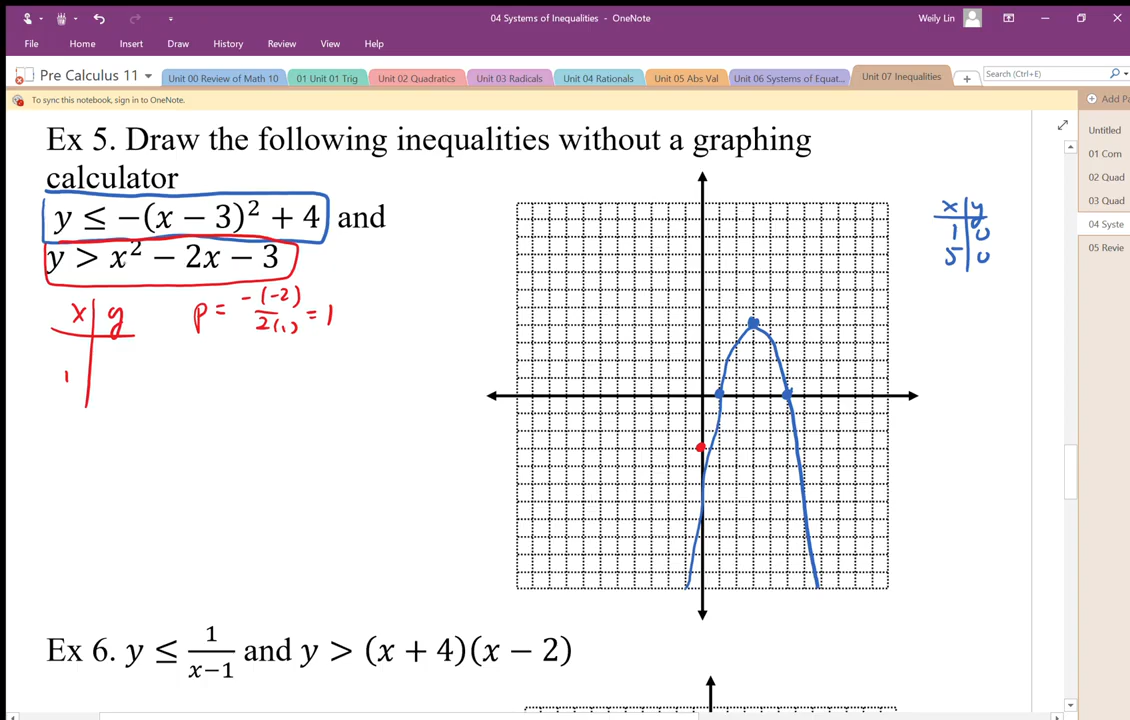 04 Systems of Inequalities - OneNote
Weily Lin
File Home Insert Draw History Review View Help
Pre Calculus 11
Unit 00 Review of Math 10
01 Unit 01 Trig
Unit 02 Quadratics
Unit 03 Radicals
Unit 04 Rationals
Unit 05 Abs Val
Unit 06 Systems of Equat...
Unit 07 Inequalities
Search (Ctrl+E)
To sync this notebook, sign in to OneNote.
Add Pa
Untitled
01 Com
02 Quad
03 Quad
04 Syste
05 Revie
Ex 5. Draw the following inequalities without a graphing
calculator
y ≤ −(x − 3)² + 4 and
y > x² − 2x − 3
x y
1
p = -(-2)/2(1) = 1
x y
1 0
5 0
Ex 6. y ≤ 1/(x−1) and y > (x + 4)(x − 2)